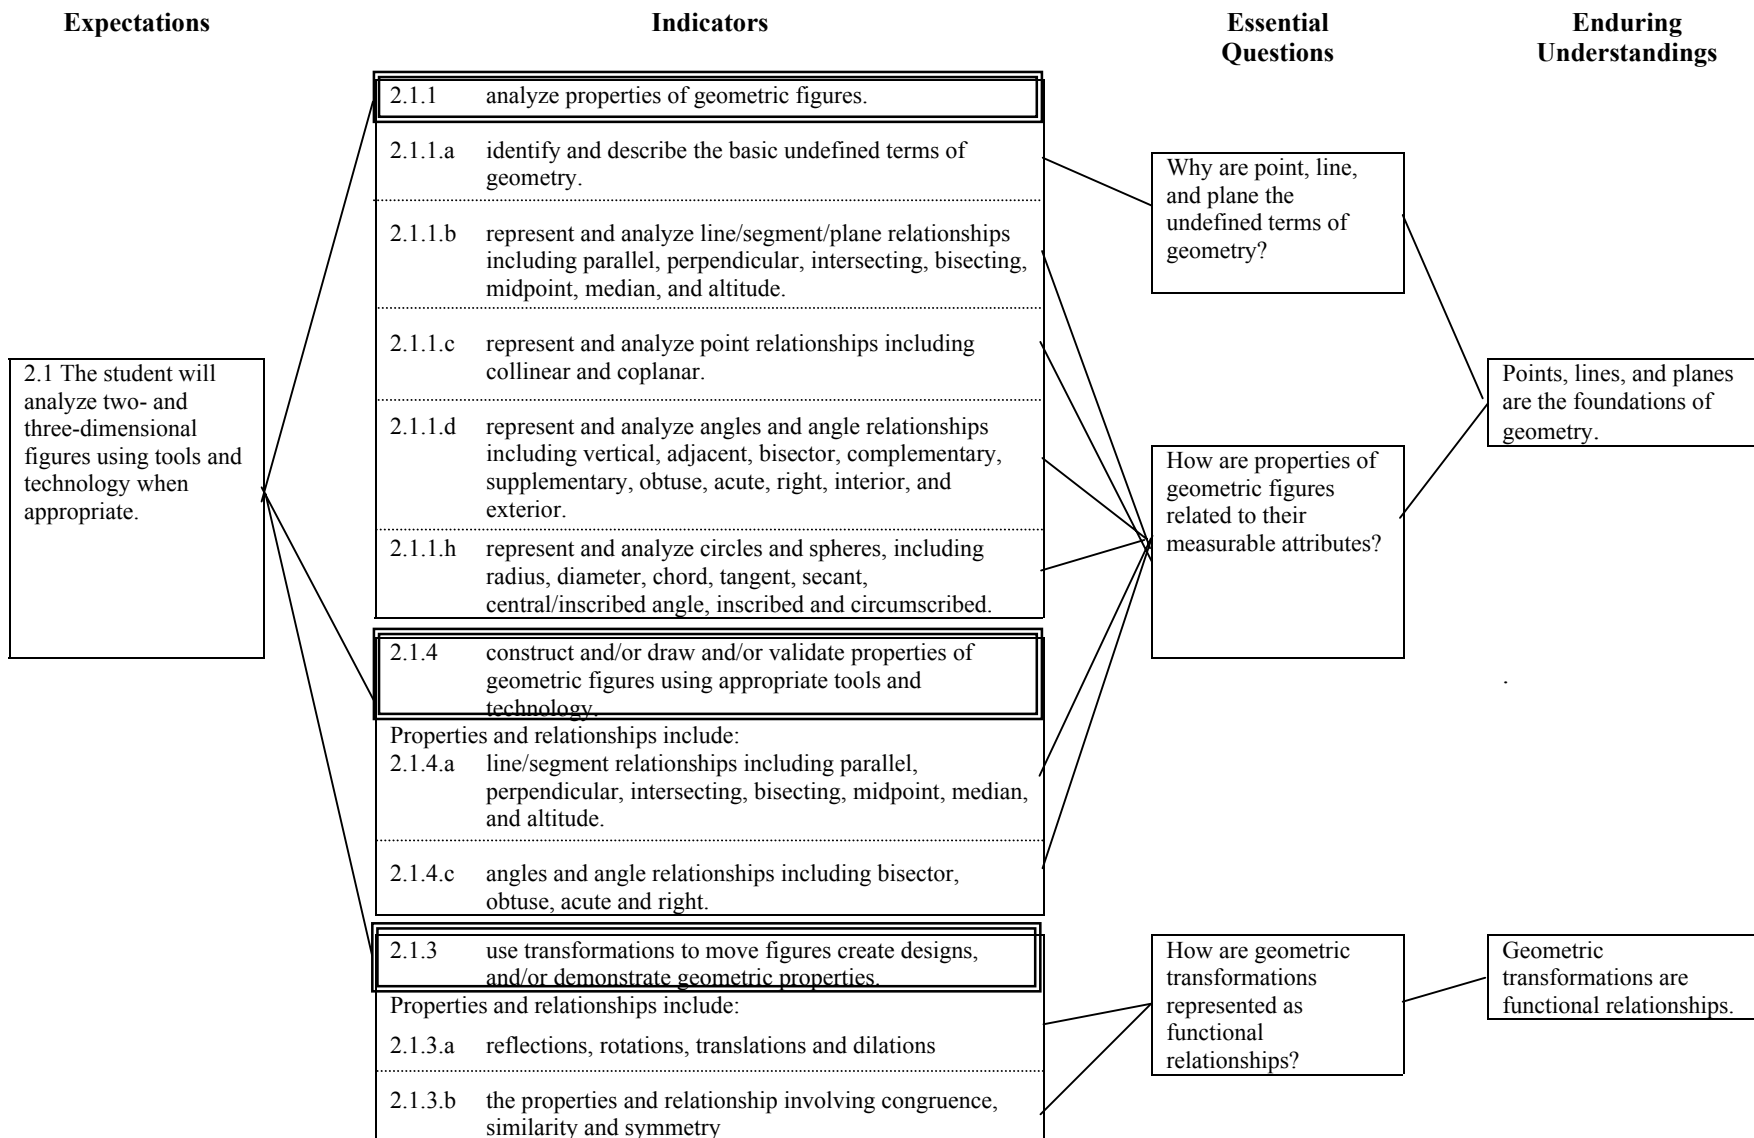 Expectations
Indicators
Essential
Questions
Enduring
Understandings
2.1 The student will
analyze two- and
three-dimensional
figures using tools and
technology when
appropriate.
2.1.1 analyze properties of geometric figures.
2.1.1.a identify and describe the basic undefined terms of
geometry.
2.1.1.b represent and analyze line/segment/plane relationships
including parallel, perpendicular, intersecting, bisecting,
midpoint, median, and altitude.
2.1.1.c represent and analyze point relationships including
collinear and coplanar.
2.1.1.d represent and analyze angles and angle relationships
including vertical, adjacent, bisector, complementary,
supplementary, obtuse, acute, right, interior, and
exterior.
2.1.1.h represent and analyze circles and spheres, including
radius, diameter, chord, tangent, secant,
central/inscribed angle, inscribed and circumscribed.
2.1.4 construct and/or draw and/or validate properties of
geometric figures using appropriate tools and
technology.
Properties and relationships include:
2.1.4.a line/segment relationships including parallel,
perpendicular, intersecting, bisecting, midpoint, median,
and altitude.
2.1.4.c angles and angle relationships including bisector,
obtuse, acute and right.
2.1.3 use transformations to move figures create designs,
and/or demonstrate geometric properties.
Properties and relationships include:
2.1.3.a reflections, rotations, translations and dilations
2.1.3.b the properties and relationship involving congruence,
similarity and symmetry
Why are point, line,
and plane the
undefined terms of
geometry?
How are properties of
geometric figures
related to their
measurable attributes?
How are geometric
transformations
represented as
functional
relationships?
Points, lines, and planes
are the foundations of
geometry.
.
Geometric
transformations are
functional relationships.